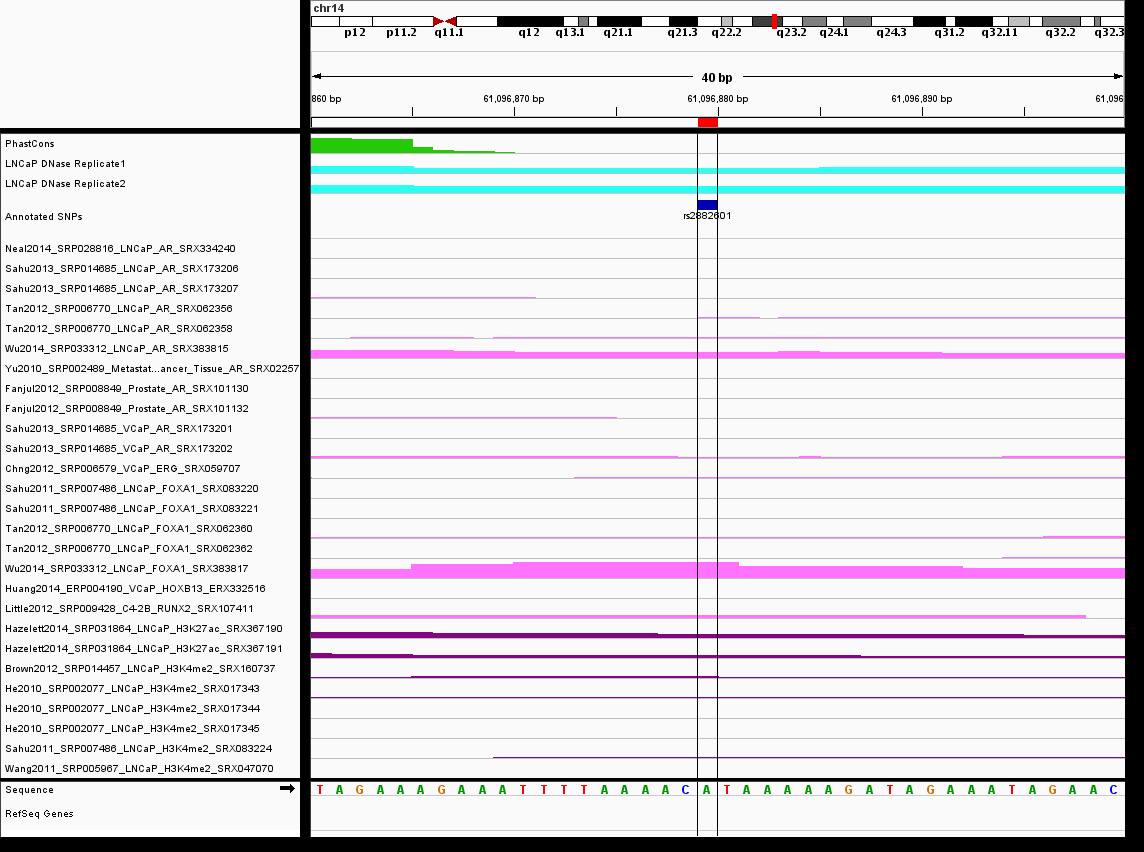 chr14
p12 p11.2 q11.1 q12 q13.1 q21.1 q21.3 q22.2 q23.2 q24.1 q24.3 q31.2 q32.11 q32.2 q32.3
40 bp
860 bp 61,096,870 bp 61,096,880 bp 61,096,890 bp 61,096
PhastCons
LNCaP DNase Replicate1
LNCaP DNase Replicate2
Annotated SNPs
rs2882601
Neal2014_SRP028816_LNCaP_AR_SRX334240
Sahu2013_SRP014685_LNCaP_AR_SRX173206
Sahu2013_SRP014685_LNCaP_AR_SRX173207
Tan2012_SRP006770_LNCaP_AR_SRX062356
Tan2012_SRP006770_LNCaP_AR_SRX062358
Wu2014_SRP033312_LNCaP_AR_SRX383815
Yu2010_SRP002489_Metastat...ancer_Tissue_AR_SRX02257
Fanjul2012_SRP008849_Prostate_AR_SRX101130
Fanjul2012_SRP008849_Prostate_AR_SRX101132
Sahu2013_SRP014685_VCaP_AR_SRX173201
Sahu2013_SRP014685_VCaP_AR_SRX173202
Chng2012_SRP006579_VCaP_ERG_SRX059707
Sahu2011_SRP007486_LNCaP_FOXA1_SRX083220
Sahu2011_SRP007486_LNCaP_FOXA1_SRX083221
Tan2012_SRP006770_LNCaP_FOXA1_SRX062360
Tan2012_SRP006770_LNCaP_FOXA1_SRX062362
Wu2014_SRP033312_LNCaP_FOXA1_SRX383817
Huang2014_ERP004190_VCaP_HOXB13_ERX332516
Little2012_SRP009428_C4-2B_RUNX2_SRX107411
Hazelett2014_SRP031864_LNCaP_H3K27ac_SRX367190
Hazelett2014_SRP031864_LNCaP_H3K27ac_SRX367191
Brown2012_SRP014457_LNCaP_H3K4me2_SRX160737
He2010_SRP002077_LNCaP_H3K4me2_SRX017343
He2010_SRP002077_LNCaP_H3K4me2_SRX017344
He2010_SRP002077_LNCaP_H3K4me2_SRX017345
Sahu2011_SRP007486_LNCaP_H3K4me2_SRX083224
Wang2011_SRP005967_LNCaP_H3K4me2_SRX047070
Sequence T A G A A A G A A A T T T T A A A A C A T A A A A A G A T A G A A A T A G A A C
RefSeq Genes